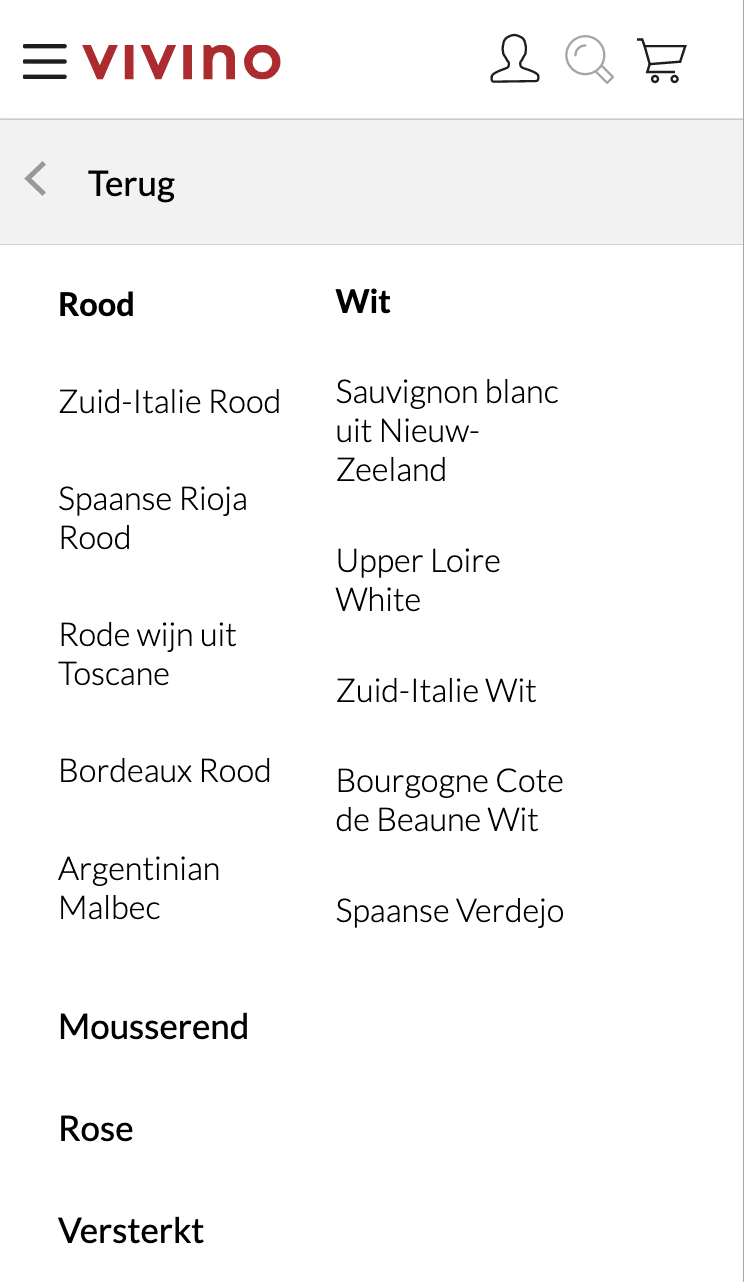 vivino
Terug
Rood
Zuid-Italie Rood
Spaanse Rioja
Rood
Rode wijn uit
Toscane
Bordeaux Rood
Argentinian
Malbec
Wit
Sauvignon blanc
uit Nieuw-
Zeeland
Upper Loire
White
Zuid-Italie Wit
Bourgogne Cote
de Beaune Wit
Spaanse Verdejo
Mousserend
Rose
Versterkt